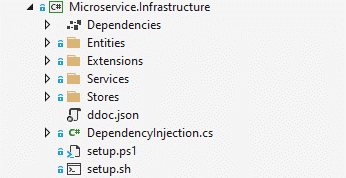 C# Microservice.Infrastructure
Dependencies
Entities
Extensions
Services
Stores
ddoc.json
C# DependencyInjection.cs
setup.ps1
setup.sh